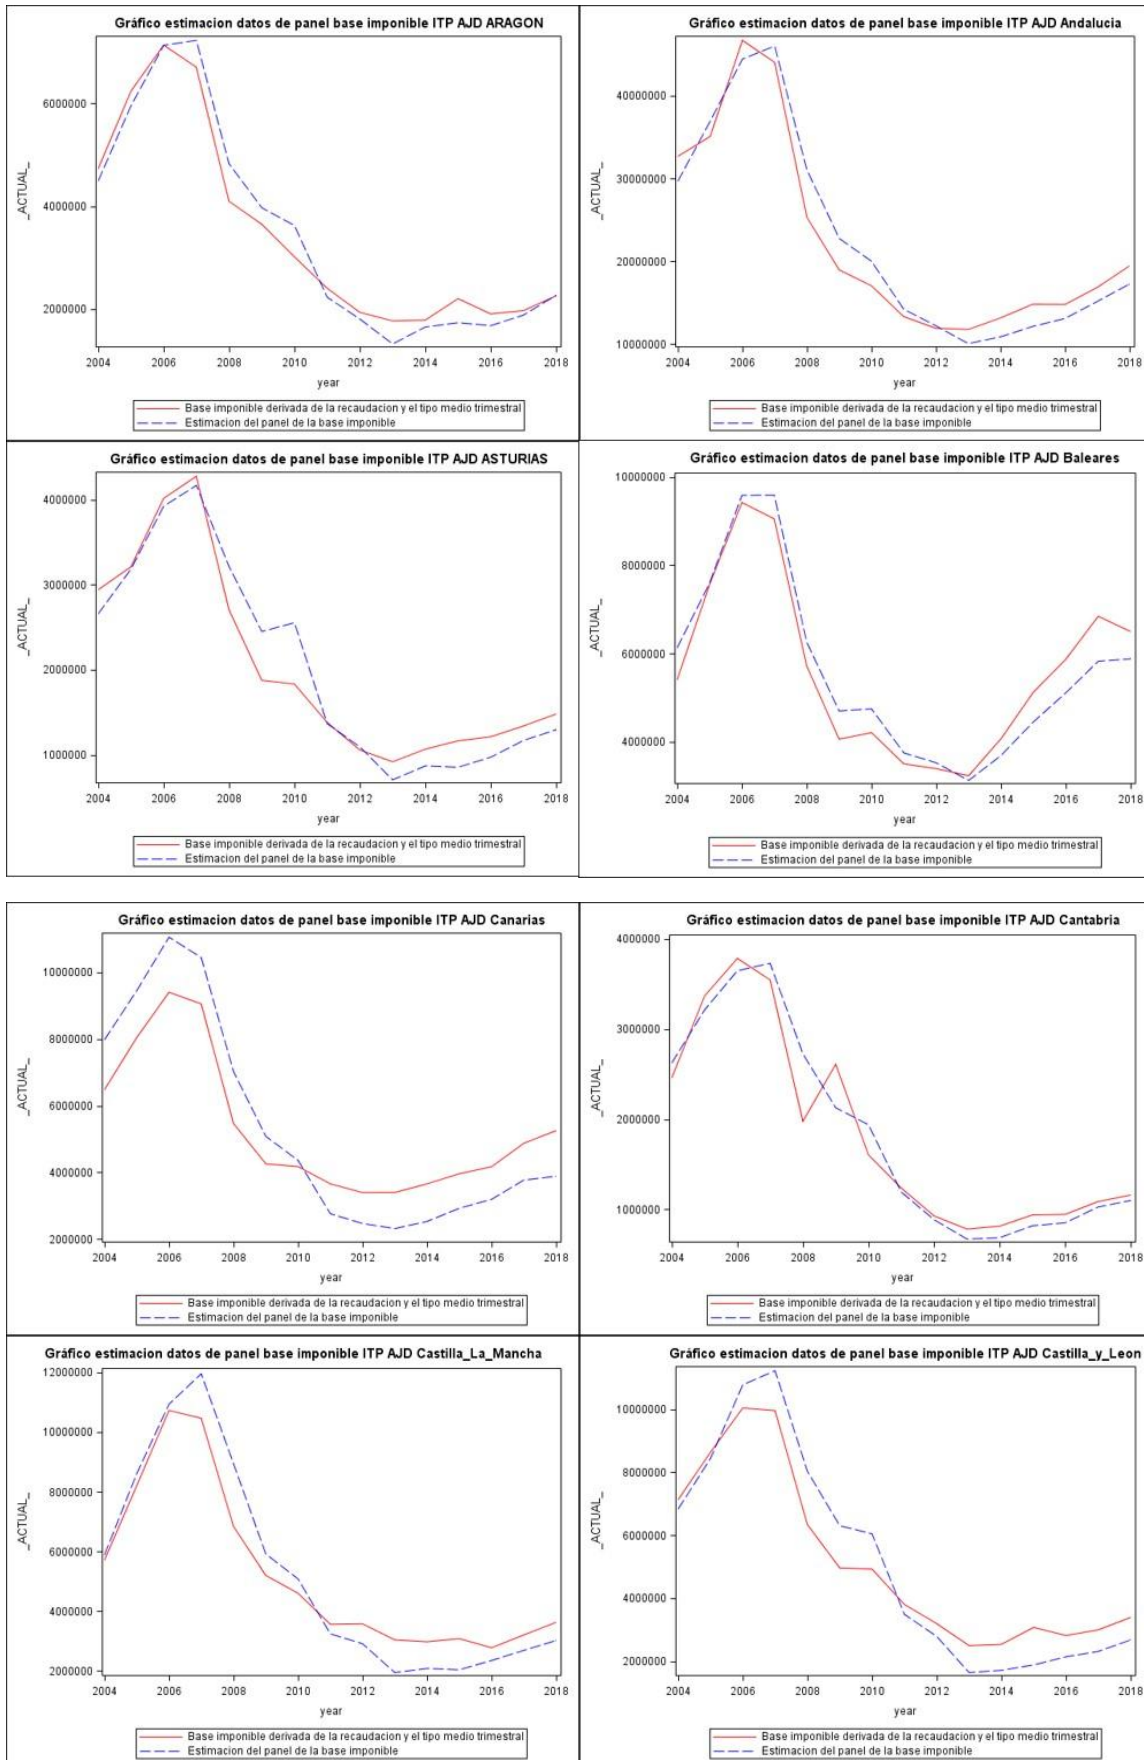 Gráfico estimacion datos de panel base imponible ITP AJD ARAGON
6000000
4000000
2000000
_ACTUAL_
2004 2006 2008 2010 2012 2014 2016 2018
year
Base imponible derivada de la recaudacion y el tipo medio trimestral
Estimacion del panel de la base imponible
Gráfico estimacion datos de panel base imponible ITP AJD Andalucia
40000000
30000000
20000000
10000000
_ACTUAL_
2004 2006 2008 2010 2012 2014 2016 2018
year
Base imponible derivada de la recaudacion y el tipo medio trimestral
Estimacion del panel de la base imponible
Gráfico estimacion datos de panel base imponible ITP AJD ASTURIAS
4000000
3000000
2000000
1000000
_ACTUAL_
2004 2006 2008 2010 2012 2014 2016 2018
year
Base imponible derivada de la recaudacion y el tipo medio trimestral
Estimacion del panel de la base imponible
Gráfico estimacion datos de panel base imponible ITP AJD Baleares
10000000
8000000
6000000
4000000
_ACTUAL_
2004 2006 2008 2010 2012 2014 2016 2018
year
Base imponible derivada de la recaudacion y el tipo medio trimestral
Estimacion del panel de la base imponible
Gráfico estimacion datos de panel base imponible ITP AJD Canarias
10000000
8000000
6000000
4000000
2000000
_ACTUAL_
2004 2006 2008 2010 2012 2014 2016 2018
year
Base imponible derivada de la recaudacion y el tipo medio trimestral
Estimacion del panel de la base imponible
Gráfico estimacion datos de panel base imponible ITP AJD Cantabria
4000000
3000000
2000000
1000000
_ACTUAL_
2004 2006 2008 2010 2012 2014 2016 2018
year
Base imponible derivada de la recaudacion y el tipo medio trimestral
Estimacion del panel de la base imponible
Gráfico estimacion datos de panel base imponible ITP AJD Castilla_La_Mancha
12000000
10000000
8000000
6000000
4000000
2000000
_ACTUAL_
2004 2006 2008 2010 2012 2014 2016 2018
year
Base imponible derivada de la recaudacion y el tipo medio trimestral
Estimacion del panel de la base imponible
Gráfico estimacion datos de panel base imponible ITP AJD Castilla_y_Leon
10000000
8000000
6000000
4000000
2000000
_ACTUAL_
2004 2006 2008 2010 2012 2014 2016 2018
year
Base imponible derivada de la recaudacion y el tipo medio trimestral
Estimacion del panel de la base imponible